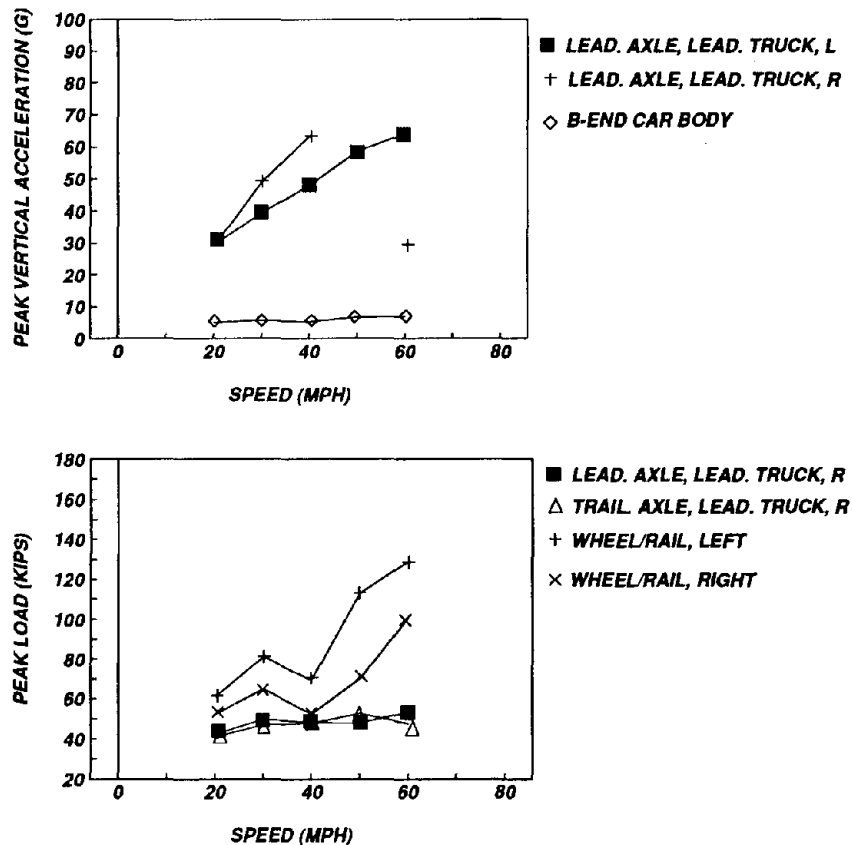 PEAK VERTICAL ACCELERATION (G)
100
90
80
70
60
50
40
30
20
10
0
0 20 40 60 80
SPEED (MPH)
LEAD. AXLE, LEAD. TRUCK, L
LEAD. AXLE, LEAD. TRUCK, R
B-END CAR BODY
PEAK LOAD (KIPS)
180
160
140
120
100
80
60
40
20
0 20 40 60 80
SPEED (MPH)
LEAD. AXLE, LEAD. TRUCK, R
TRAIL. AXLE, LEAD. TRUCK, R
WHEEL/RAIL, LEFT
WHEEL/RAIL, RIGHT